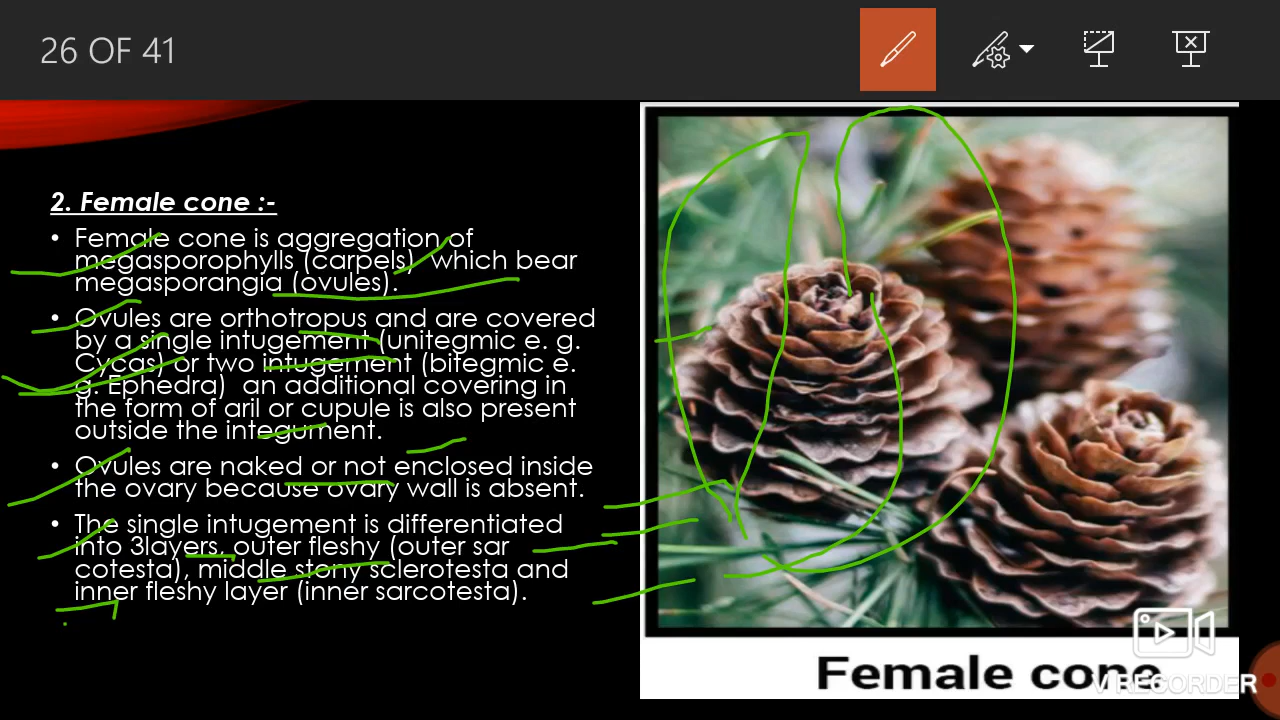 26 OF 41
2. Female cone :-
• Female cone is aggregation of
megasporophylls (carpels), which bear
megasporangia (ovules).
• Ovules are orthotropus and are covered
by a single intugement (unitegmic e. g.
Cycas) or two intugement (bitegmic e.
g. Ephedra) an additional covering in
the form of aril or cupule is also present
outside the integument.
• Ovules are naked or not enclosed inside
the ovary because ovary wall is absent.
• The single intugement is differentiated
into 3layers, outer fleshy (outer sar
cotesta), middle stony sclerotesta and
inner fleshy layer (inner sarcotesta).
Female cone
V RECORDER